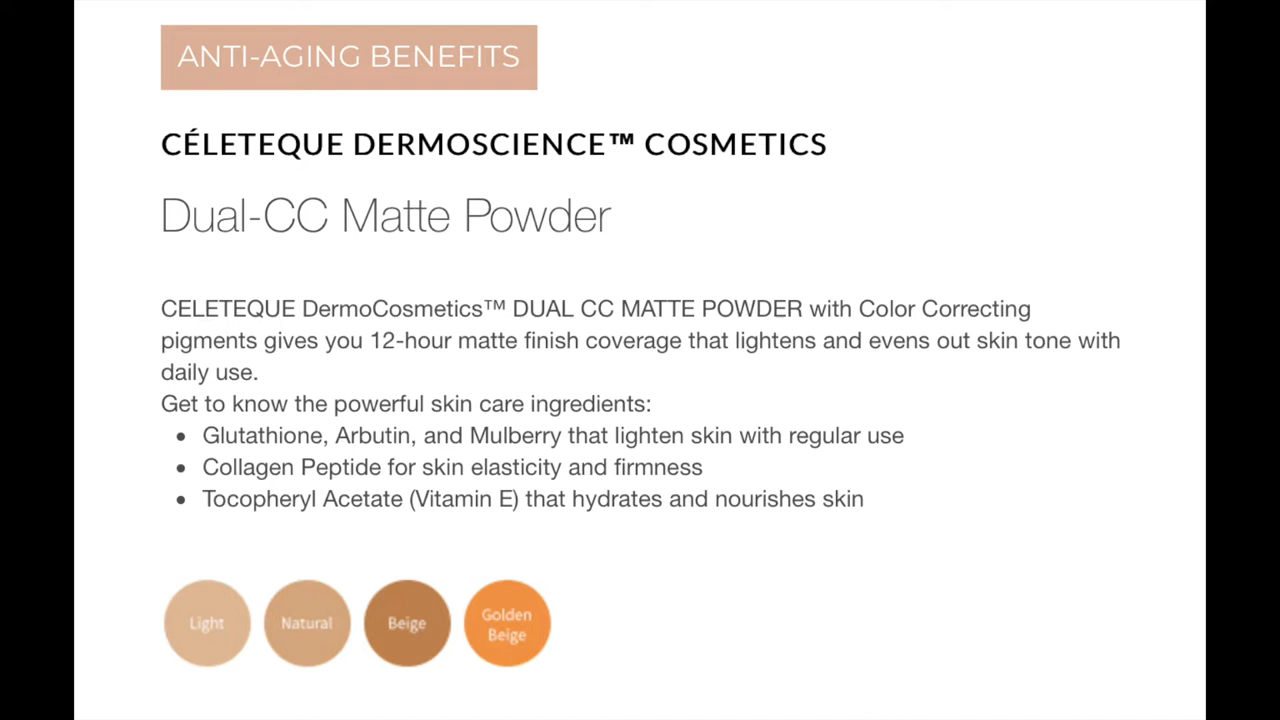 ANTI-AGING BENEFITS
CÉLETEQUE DERMOSCIENCE™ COSMETICS
Dual-CC Matte Powder
CELETEQUE DermoCosmetics™ DUAL CC MATTE POWDER with Color Correcting
pigments gives you 12-hour matte finish coverage that lightens and evens out skin tone with
daily use.
Get to know the powerful skin care ingredients:
• Glutathione, Arbutin, and Mulberry that lighten skin with regular use
• Collagen Peptide for skin elasticity and firmness
• Tocopheryl Acetate (Vitamin E) that hydrates and nourishes skin
Light
Natural
Beige
Golden
Beige